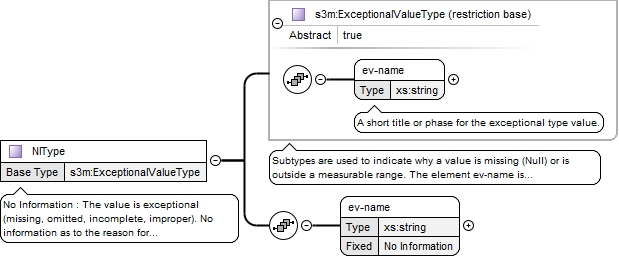 s3m:ExceptionalValueType (restriction base)
Abstract true
ev-name
Type xs:string
A short title or phase for the exceptional type value.
NIType
Base Type s3m:ExceptionalValueType
Subtypes are used to indicate why a value is missing (Null) or is
outside a measurable range. The element ev-name is...
No Information : The value is exceptional
(missing, omitted, incomplete, improper). No
information as to the reason for...
ev-name
Type xs:string
Fixed No Information